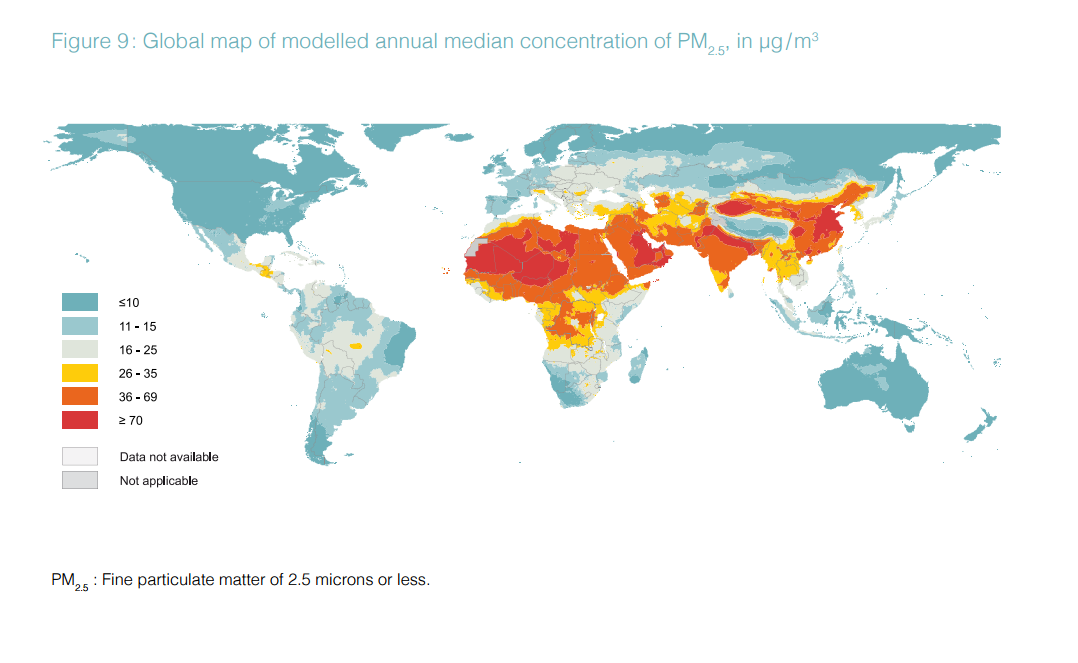 Figure 9: Global map of modelled annual median concentration of PM2.5, in µg/m³
≤10
11 - 15
16 - 25
26 - 35
36 - 69
≥ 70
Data not available
Not applicable
PM2.5 : Fine particulate matter of 2.5 microns or less.